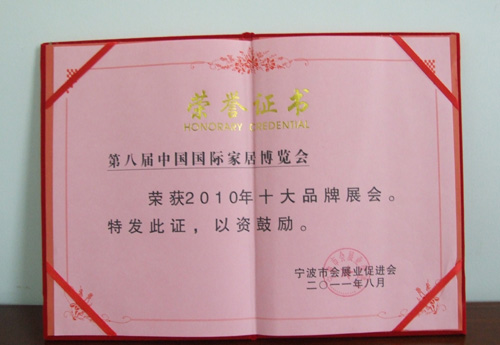 荣誉证书
HONORARY CREDENTIAL
第八届中国国际家居博览会
荣获2010年十大品牌展会。
特发此证，以资鼓励。
宁波市会展业促进会
二〇一一年八月